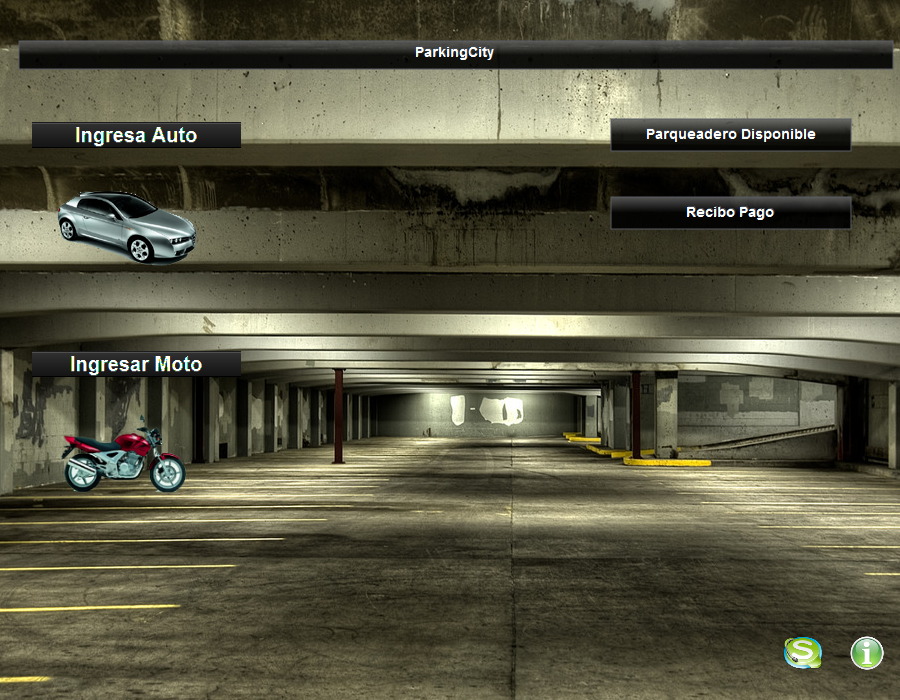 ParkingCity
Ingresa Auto
Parqueadero Disponible
Recibo Pago
Ingresar Moto
S
i